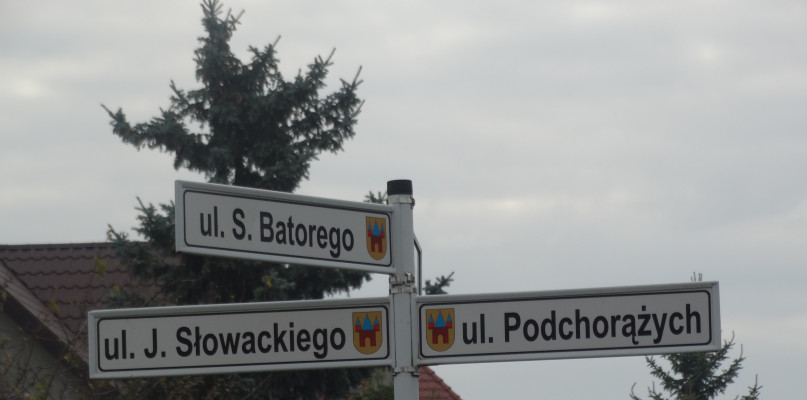 ul. S. Batorego
ul. J. Słowackiego
ul. Podchorążych